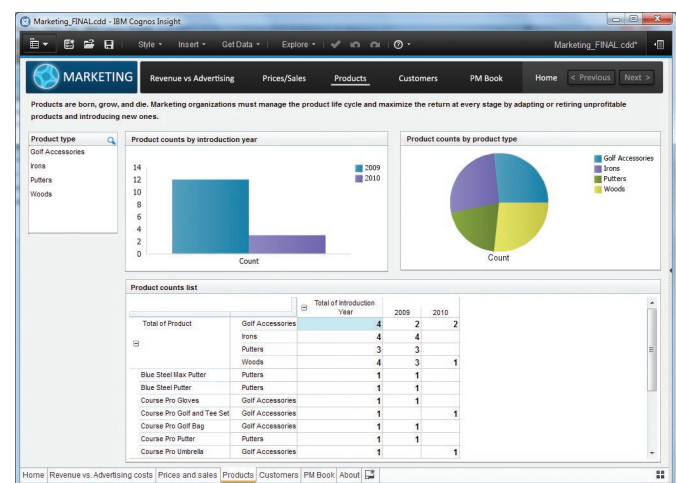 Marketing_FINAL.cdd - IBM Cognos Insight
Style Insert Get Data Explore Marketing_FINAL.cdd*
MARKETING Revenue vs Advertising Prices/Sales Products Customers PM Book Home < Previous Next >
Products are born, grow, and die. Marketing organizations must manage the product life cycle and maximize the return at every stage by adapting or retiring unprofitable
products and introducing new ones.
Product type
Golf Accessories
Irons
Putters
Woods
Product counts by introduction year
14
12
10
8
6
4
2
0
Count
2009
2010
Product counts by product type
Count
Golf Accessories
Irons
Putters
Woods
Product counts list
Total of Introduction
Year 2009 2010
Total of Product Golf Accessories 4 2 2
Irons 4 4
Putters 3 3
Woods 4 3 1
Blue Steel Max Putter Putters 1 1
Blue Steel Putter Putters 1 1
Course Pro Gloves Golf Accessories 1 1
Course Pro Golf and Tee Set Golf Accessories 1 1
Course Pro Golf Bag Golf Accessories 1 1
Course Pro Putter Putters 1 1
Course Pro Umbrella Golf Accessories 1 1
Home Revenue vs. Advertising costs Prices and sales Products Customers PM Book About